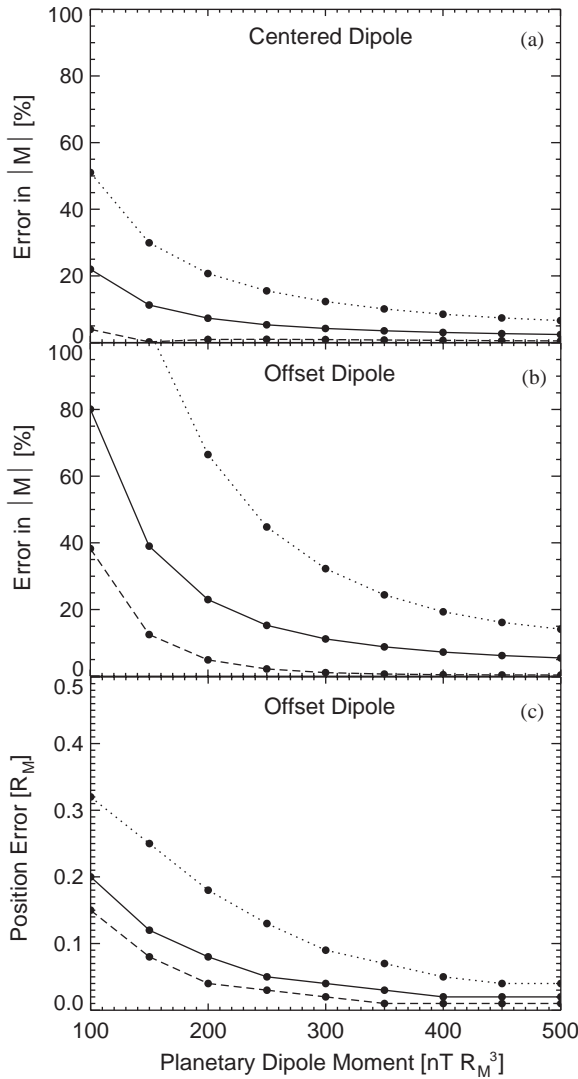 100
Centered Dipole (a)
80
60
40
20
0
Error in |M| [%]
100
Offset Dipole (b)
80
60
40
20
0
Error in |M| [%]
0.5
Offset Dipole (c)
0.4
0.3
0.2
0.1
0.0
Position Error [R_M]
100 200 300 400 500
Planetary Dipole Moment [nT R_M^3]